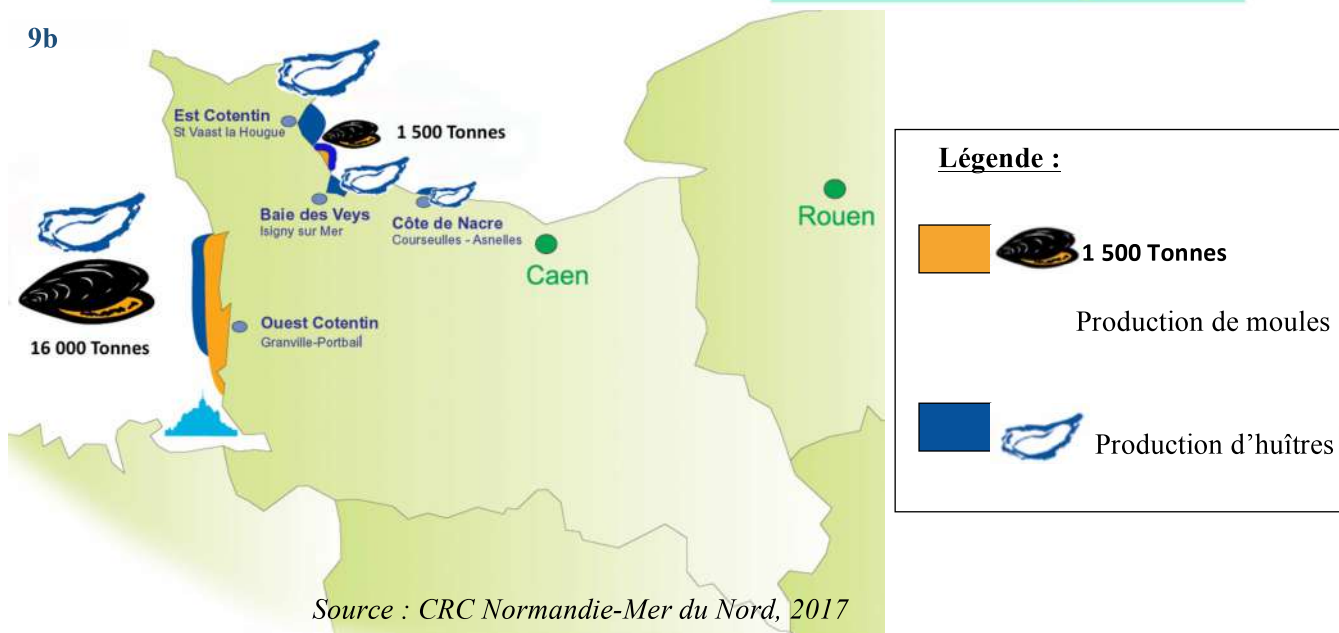 9b
Est Cotentin
St Vaast la Hougue
1 500 Tonnes
Baie des Veys
Isigny sur Mer
Côte de Nacre
Courseulles - Asnelles
Caen
Rouen
Ouest Cotentin
Granville-Portbail
16 000 Tonnes
Source : CRC Normandie-Mer du Nord, 2017
Légende :
1 500 Tonnes
Production de moules
Production d’huîtres